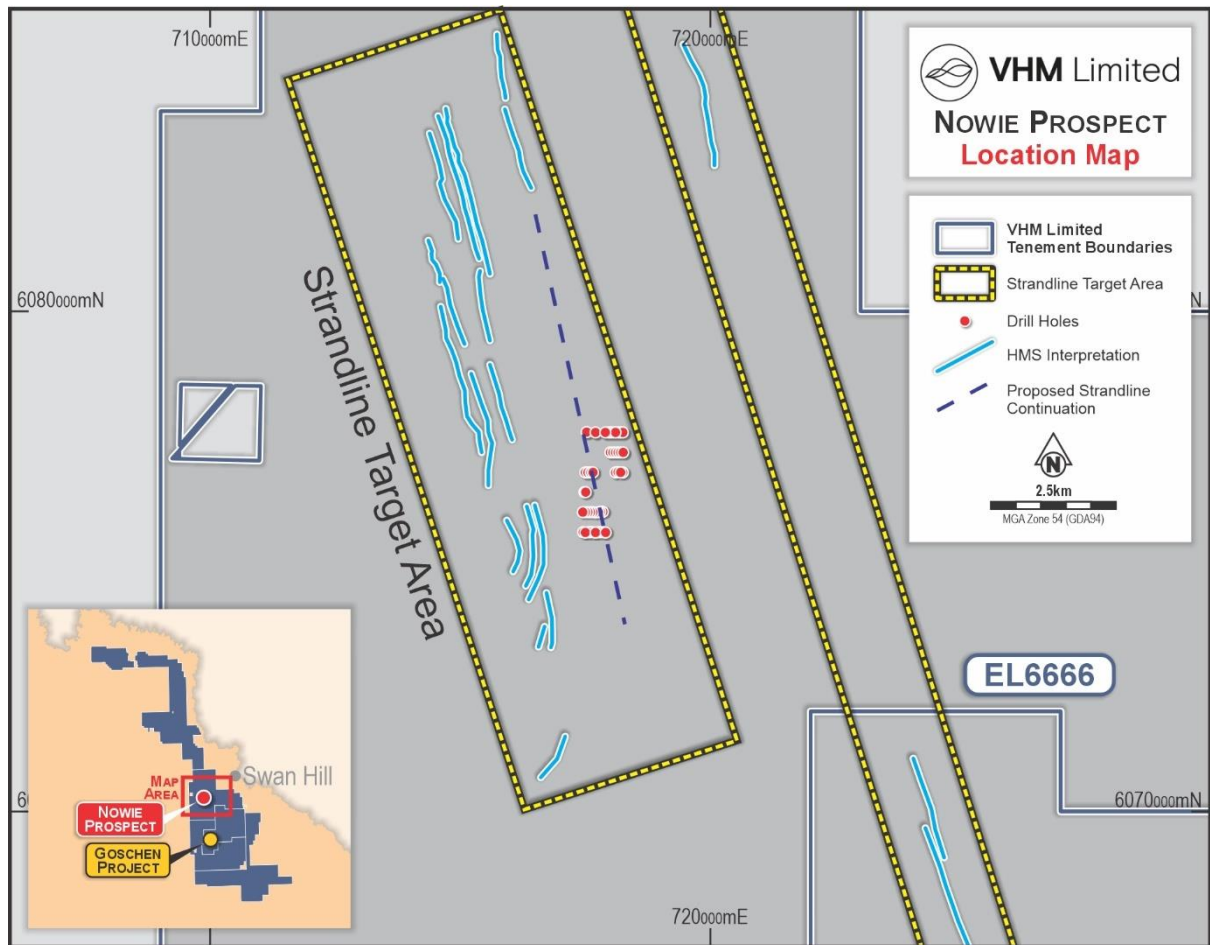 710000mE
720000mE
VHM Limited
NOWIE PROSPECT
Location Map
VHM LIMITED
TENEMENT BOUNDARIES
Strandline Target Area
Drill Holes
HMS Interpretation
Proposed Strandline
Continuation
N
2.5km
MGA Zone 54 (GDA94)
6080000mN
N
Strandline Target Area
EL6666
Swan Hill
MAP
AREA
NOWIE
PROSPECT
GOSCHEN
PROJECT
60
6070000mN
720000mE